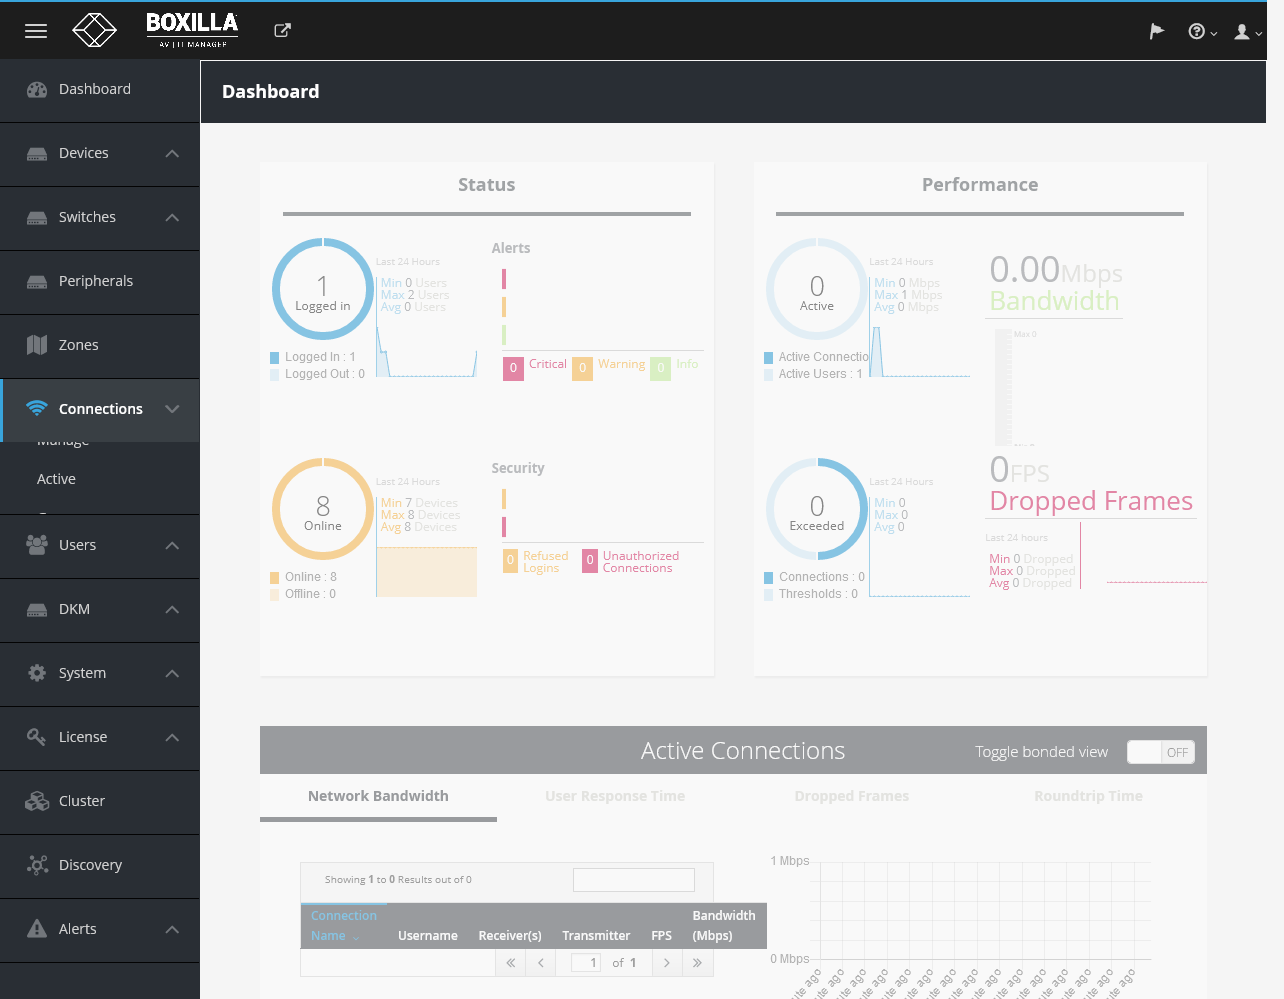 BOXILLA
AV | IT MANAGER
Dashboard
Devices
Switches
Peripherals
Zones
Connections
Manage
Active
Users
DKM
System
License
Cluster
Discovery
Alerts
Dashboard
Status
1
Logged in
Last 24 Hours
Min 0 Users
Max 2 Users
Avg 0 Users
Logged In : 1
Logged Out : 0
Alerts
0 Critical 0 Warning 0 Info
8
Online
Last 24 Hours
Min 7 Devices
Max 8 Devices
Avg 8 Devices
Online : 8
Offline : 0
Security
0 Refused Logins
0 Unauthorized Connections
Performance
0
Active
Last 24 Hours
Min 0 Mbps
Max 1 Mbps
Avg 0 Mbps
Active Connectio
Active Users : 1
0.00Mbps
Bandwidth
Max 0
0
Exceeded
Last 24 Hours
Min 0
Max 0
Avg 0
Connections : 0
Thresholds : 0
0FPS
Dropped Frames
Last 24 hours
Min 0 Dropped
Max 0 Dropped
Avg 0 Dropped
Active Connections
Toggle bonded view OFF
Network Bandwidth User Response Time Dropped Frames Roundtrip Time
Showing 1 to 0 Results out of 0
Connection Name Username Receiver(s) Transmitter FPS Bandwidth (Mbps)
1 of 1
1 Mbps
0 Mbps